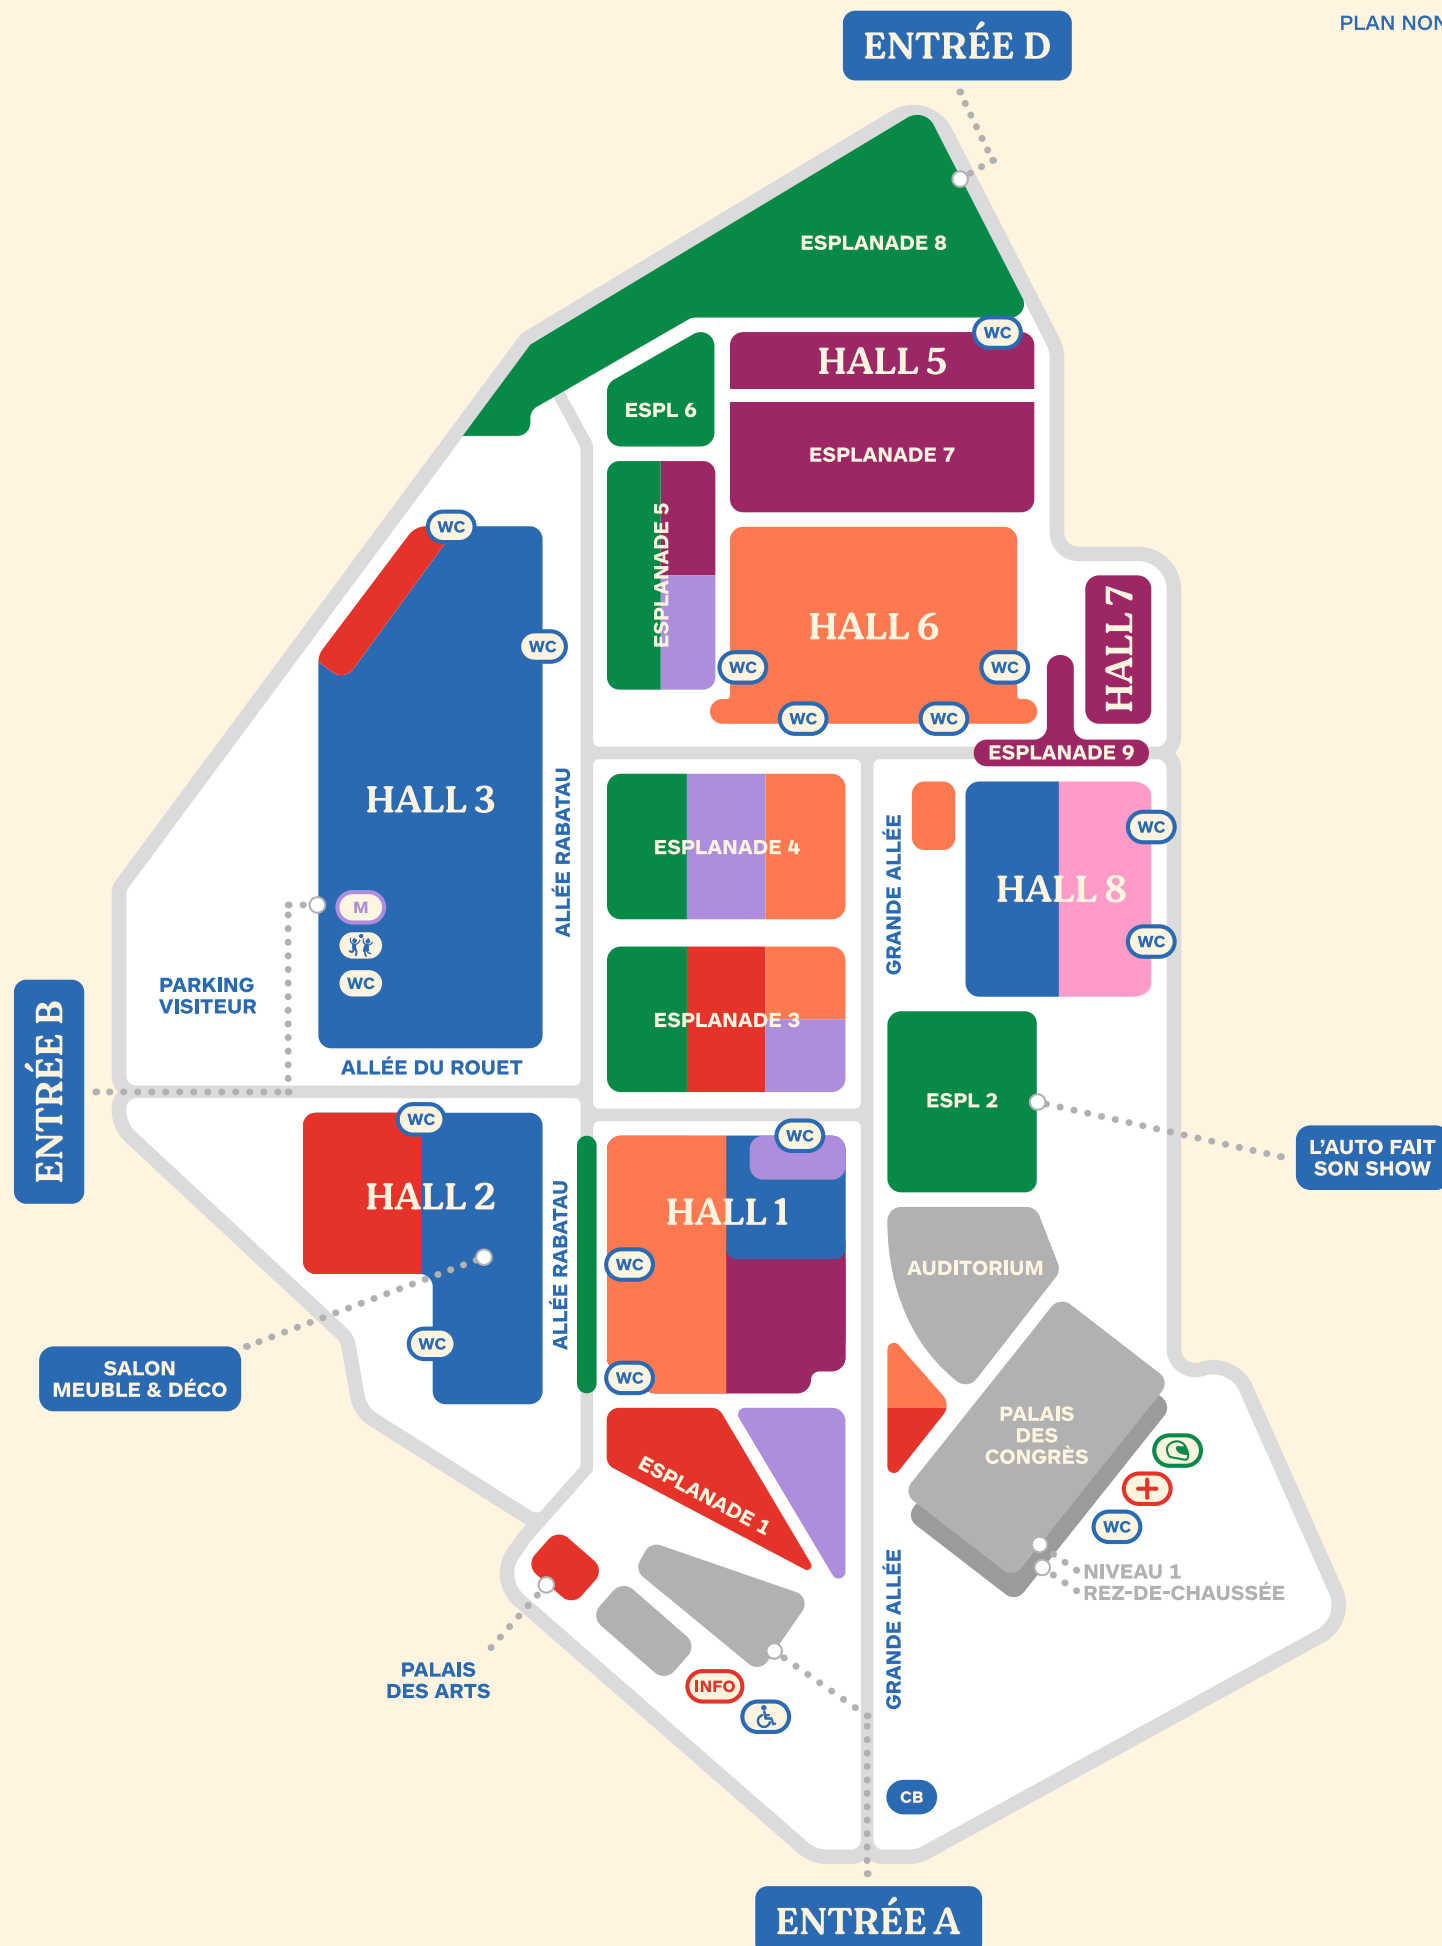 PLAN NON
ENTRÉE D
ESPLANADE 8
WC
HALL 5
ESPL 6
ESPLANADE 7
ESPLANADE 5
WC
HALL 6
HALL 7
WC
WC
WC
WC
WC
ESPLANADE 9
HALL 3
ALLÉE RABATAU
ESPLANADE 4
GRANDE ALLÉE
HALL 8
WC
WC
M
WC
PARKING
VISITEUR
ENTRÉE B
ESPLANADE 3
ALLÉE DU ROUET
ESPL 2
L'AUTO FAIT
SON SHOW
WC
HALL 2
ALLÉE RABATAU
WC
HALL 1
WC
WC
WC
AUDITORIUM
SALON
MEUBLE & DÉCO
PALAIS
DES
CONGRÈS
ESPLANADE 1
WC
NIVEAU 1
REZ-DE-CHAUSSÉE
GRANDE ALLÉE
PALAIS
DES ARTS
INFO
CB
ENTRÉE A